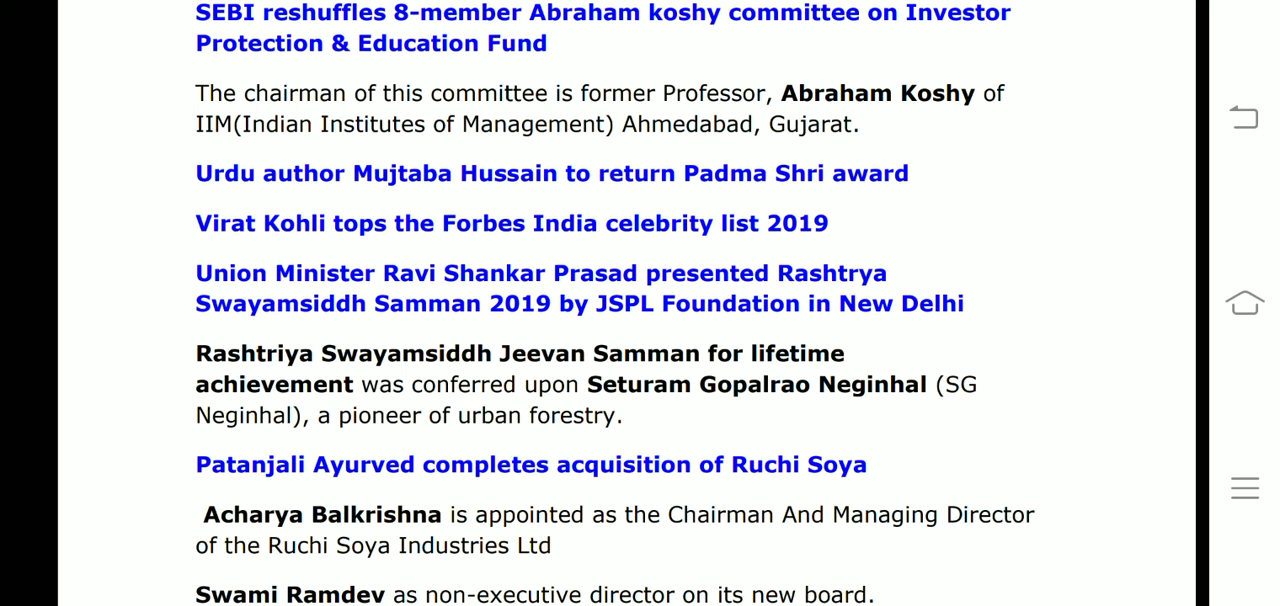 SEBI reshuffles 8-member Abraham koshy committee on Investor
Protection & Education Fund
The chairman of this committee is former Professor, Abraham Koshy of
IIM(Indian Institutes of Management) Ahmedabad, Gujarat.
Urdu author Mujtaba Hussain to return Padma Shri award
Virat Kohli tops the Forbes India celebrity list 2019
Union Minister Ravi Shankar Prasad presented Rashtrya
Swayamsiddh Samman 2019 by JSPL Foundation in New Delhi
Rashtriya Swayamsiddh Jeevan Samman for lifetime
achievement was conferred upon Seturam Gopalrao Neginhal (SG
Neginhal), a pioneer of urban forestry.
Patanjali Ayurved completes acquisition of Ruchi Soya
Acharya Balkrishna is appointed as the Chairman And Managing Director
of the Ruchi Soya Industries Ltd
Swami Ramdev as non-executive director on its new board.